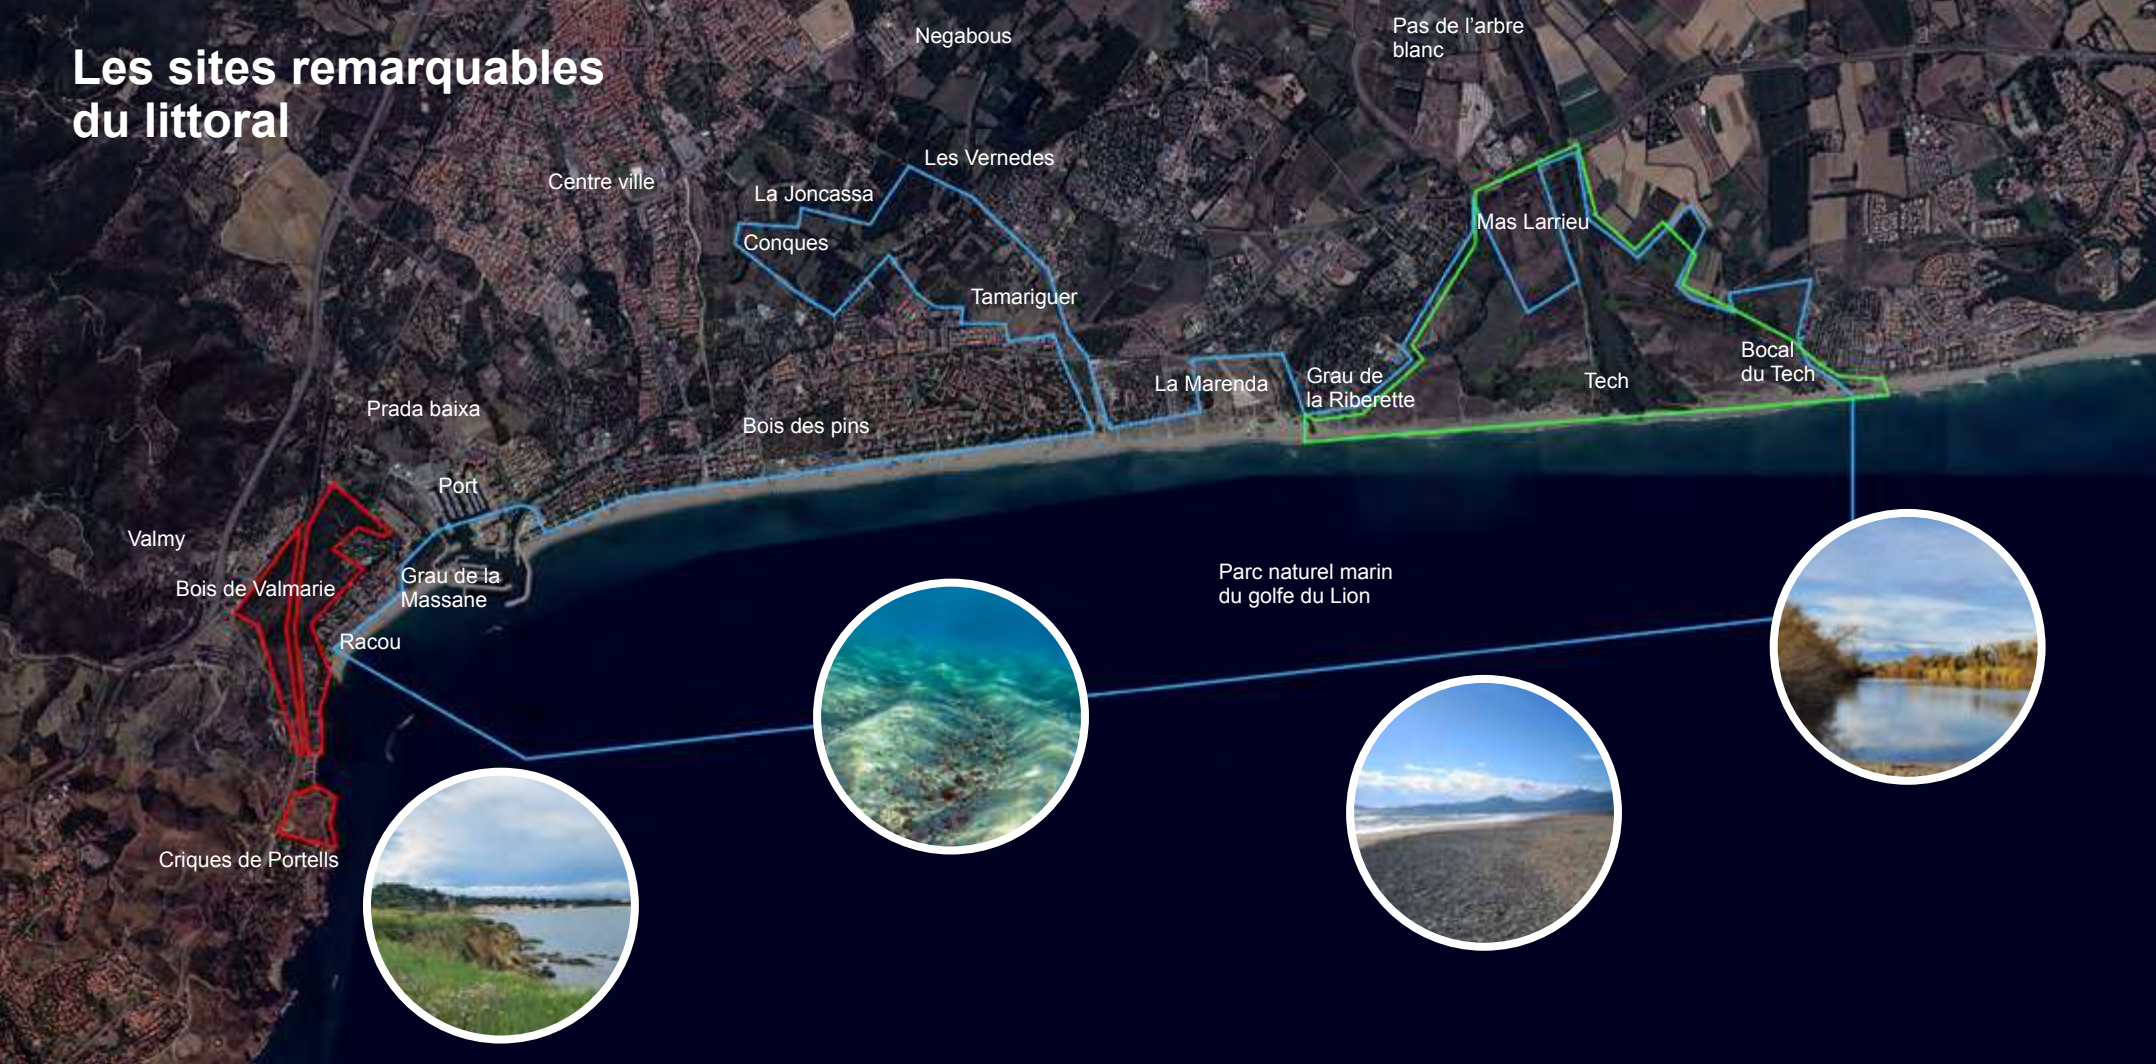 Les sites remarquables
du littoral
Negabous
Pas de l’arbre
blanc
Les Vernedes
Centre ville
La Joncassa
Conques
Mas Larrieu
Tamariguer
Bocal
du Tech
La Marenda
Grau de
la Riberette
Tech
Prada baixa
Bois des pins
Port
Valmy
Bois de Valmarie
Grau de la
Massane
Parc naturel marin
du golfe du Lion
Racou
Criques de Portells